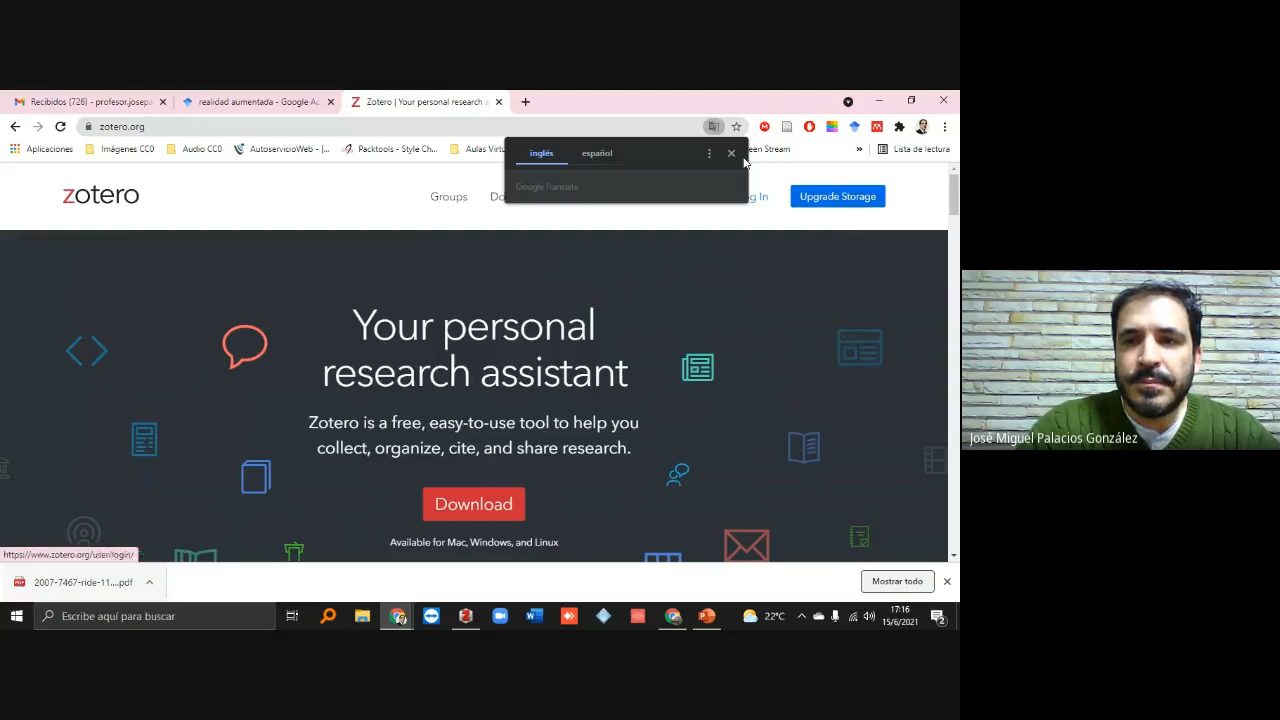 Recibidos (726) - profesor.josepa
realidad aumentada - Google Ac
Zotero | Your personal research a
zotero.org
Aplicaciones
Imágenes CC0
Audio CC0
AutoservicioWeb - [...
Packtools - Style Ch...
Aulas Virtu
een Stream
»
Lista de lectura
inglés
español
Google Translate
zotero
Groups
Do
g In
Upgrade Storage
Your personal
research assistant
Zotero is a free, easy-to-use tool to help you
collect, organize, cite, and share research.
Download
Available for Mac, Windows, and Linux
José Miguel Palacios González
https://www.zotero.org/user/login/
2007-7467-ride-11....pdf
Mostrar todo
Escribe aquí para buscar
22°C
17:16
15/6/2021
2